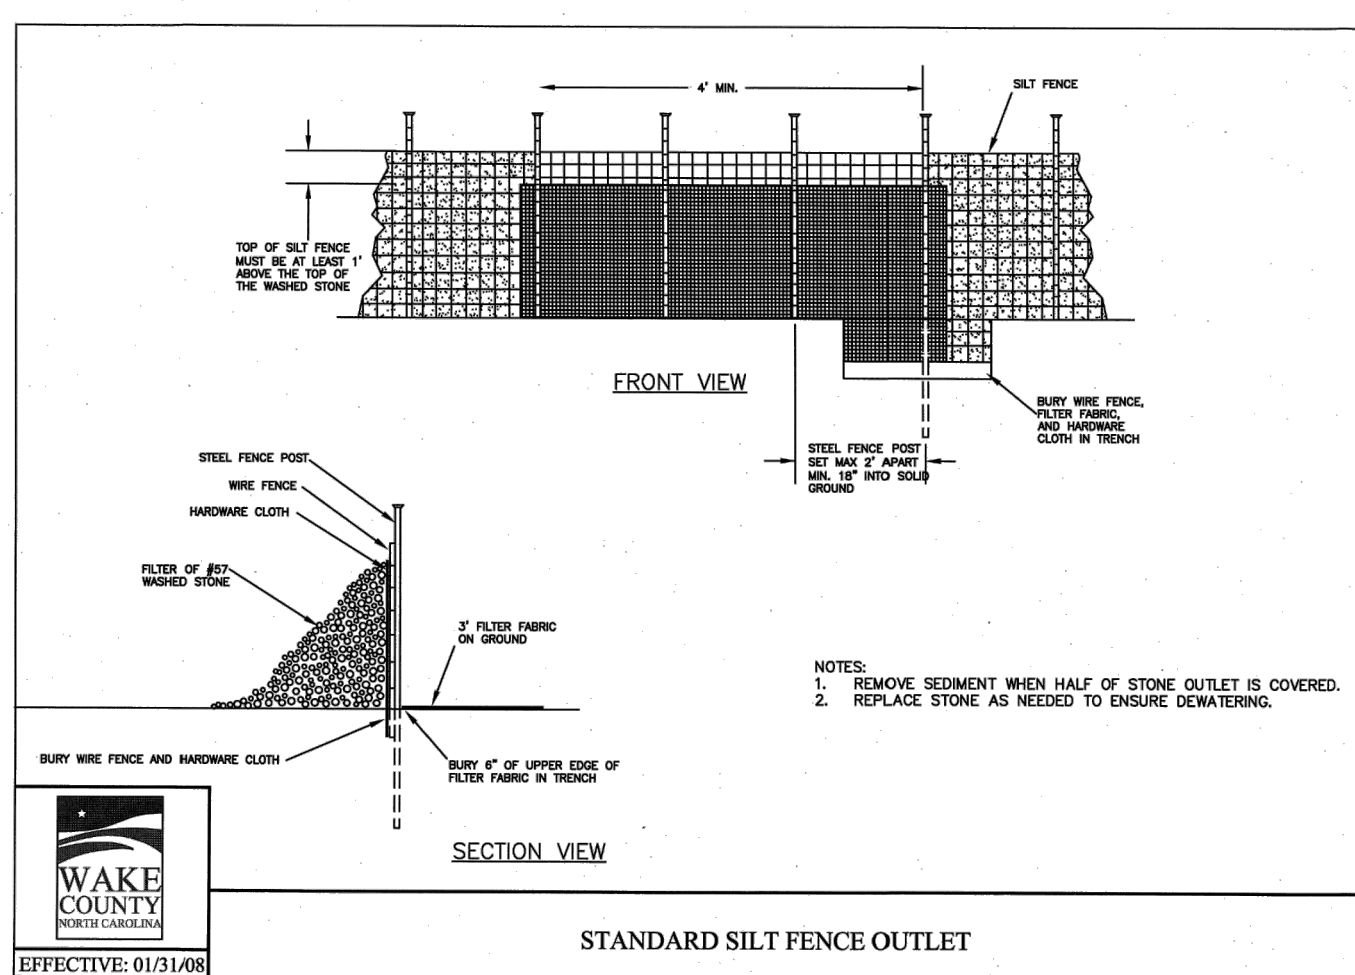 4' MIN.
SILT FENCE
TOP OF SILT FENCE
MUST BE AT LEAST 1'
ABOVE THE TOP OF
THE WASHED STONE
FRONT VIEW
BURY WIRE FENCE,
FILTER FABRIC,
AND HARDWARE
CLOTH IN TRENCH
STEEL FENCE POST
SET MAX 2' APART
MIN. 18" INTO SOLID
GROUND
STEEL FENCE POST
WIRE FENCE
HARDWARE CLOTH
FILTER OF #57
WASHED STONE
3' FILTER FABRIC
ON GROUND
BURY WIRE FENCE AND HARDWARE CLOTH
BURY 6" OF UPPER EDGE OF
FILTER FABRIC IN TRENCH
SECTION VIEW
NOTES:
1. REMOVE SEDIMENT WHEN HALF OF STONE OUTLET IS COVERED.
2. REPLACE STONE AS NEEDED TO ENSURE DEWATERING.
WAKE
COUNTY
NORTH CAROLINA
EFFECTIVE: 01/31/08
STANDARD SILT FENCE OUTLET